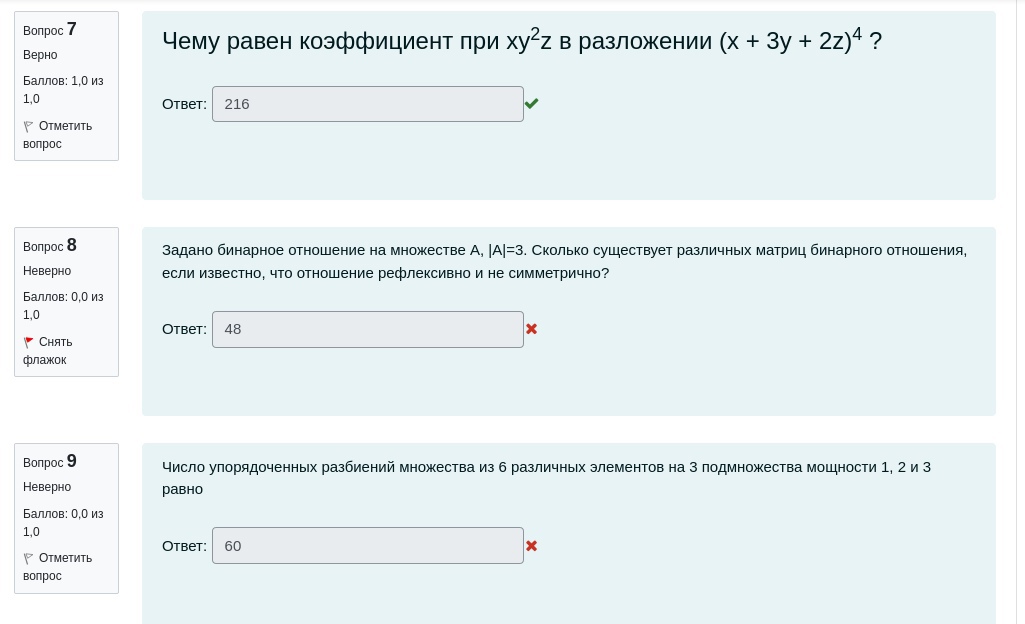 Вопрос 7
Верно
Баллов: 1,0 из
1,0
Отметить
вопрос
Чему равен коэффициент при xy²z в разложении (x + 3y + 2z)⁴ ?
Ответ: 216
Вопрос 8
Неверно
Баллов: 0,0 из
1,0
Снять
флажок
Задано бинарное отношение на множестве A, |A|=3. Сколько существует различных матриц бинарного отношения,
если известно, что отношение рефлексивно и не симметрично?
Ответ: 48
Вопрос 9
Неверно
Баллов: 0,0 из
1,0
Отметить
вопрос
Число упорядоченных разбиений множества из 6 различных элементов на 3 подмножества мощности 1, 2 и 3
равно
Ответ: 60